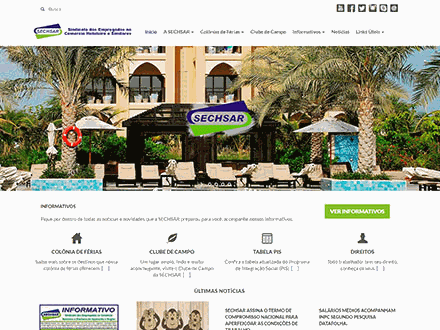 Busca
SECHSAR Sindicato dos Empregados no
Comércio Hoteleiro e Similares
Início A SECHSAR Colônia de Férias Clube de Campo Informativos Notícias Links Úteis
SECHSAR
INFORMATIVOS
Fique por dentro de todas as notícias e novidades que a SECHSAR preparou para você acompanhe nossos informativos.
VER INFORMATIVOS
COLÔNIA DE FÉRIAS
Saiba mais sobre os destinos que nossa
colônia de férias oferecem [...]
CLUBE DE CAMPO
Um lugar amplo, lindo e muito
aconchegante, visite o Clube de Campo
da SECHSAR [...]
TABELA PIS
Confira a tabela atualizada do Programa
de Integração Social (PIS) [...]
DIREITOS
trabalhador tem seu direito,
conheça os seus [...]
ÚLTIMAS NOTÍCIAS
INFORMATIVO
SECHSAR ASSINA O TERMO DE
COMPROMISSO NACIONAL PARA
APERFEIÇOAR AS CONDIÇÕES DE
TRABALHO
SALÁRIOS MÉDIOS ACOMPANHAM
INPC, SEGUNDO PESQUISA
DATAFOLHA.